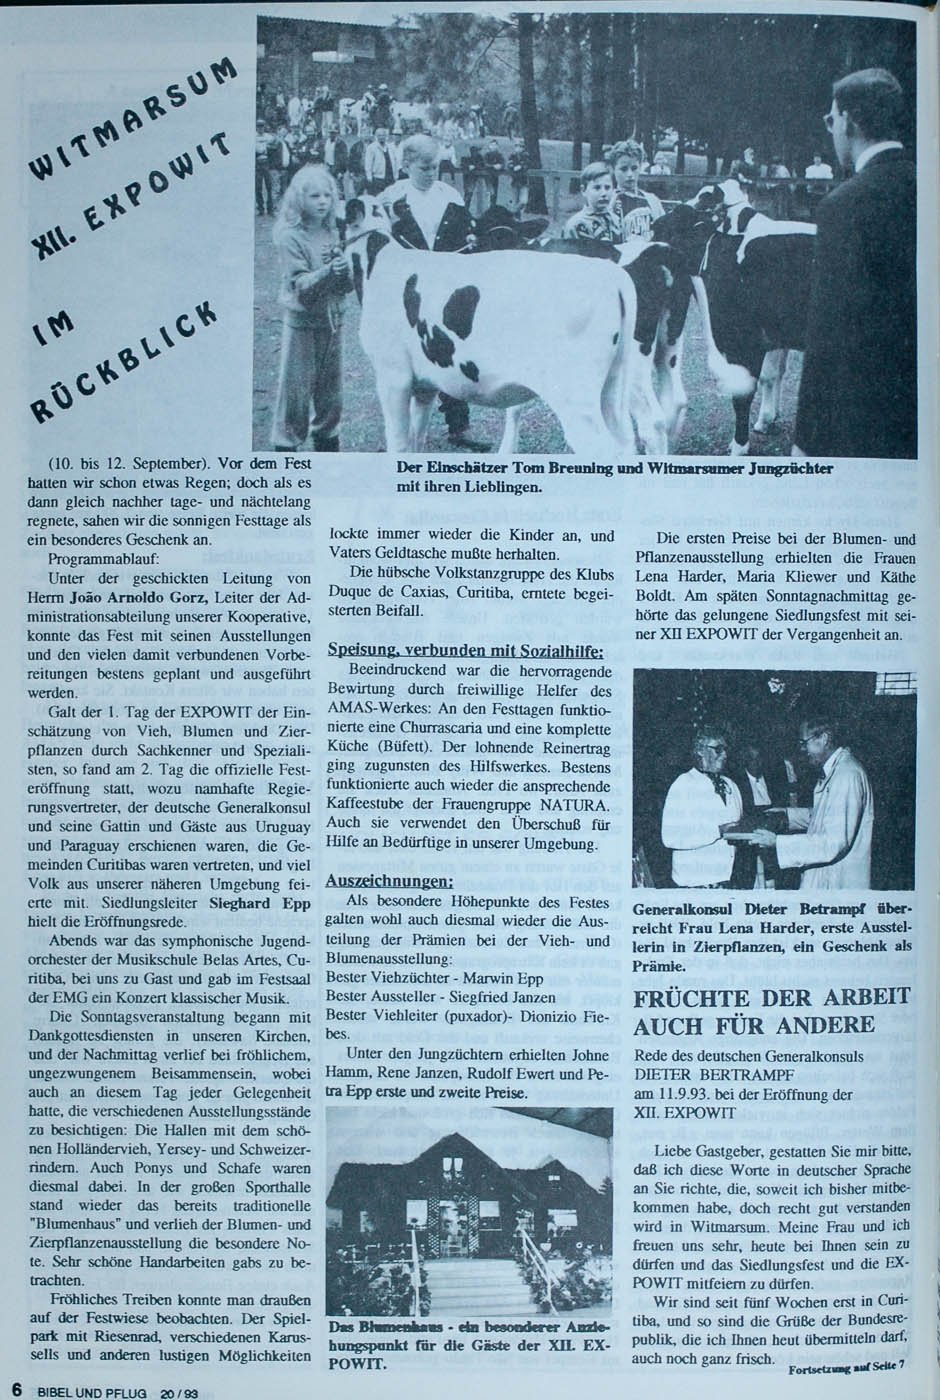 WITMARSUM
XII. EXPOWIT
IM
RÜCKBLICK
Der Einschätzer Tom Breuning und Witmarsumer Jungzüchter
mit ihren Lieblingen.
(10. bis 12. September). Vor dem Fest
hatten wir schon etwas Regen; doch als es
dann gleich nachher tage- und nächtelang
regnete, sahen wir die sonnigen Festtage als
ein besonderes Geschenk an.
Programmablauf:
Unter der geschickten Leitung von
Herrn João Arnoldo Gorz, Leiter der Ad-
ministrationsabteilung unserer Kooperative,
konnte das Fest mit seinen Ausstellungen
und den vielen damit verbundenen Vorbe-
reitungen bestens geplant und ausgeführt
werden.
Galt der 1. Tag der EXPOWIT der Ein-
schätzung von Vieh, Blumen und Zier-
pflanzen durch Sachkenner und Speziali-
sten, so fand am 2. Tag die offizielle Fest-
eröffnung statt, wozu namhafte Regie-
rungsvertreter, der deutsche Generalkonsul
und seine Gattin und Gäste aus Uruguay
und Paraguay erschienen waren, die Ge-
meinden Curitibas waren vertreten, und viel
Volk aus unserer näheren Umgebung fei-
erte mit. Siedlungsleiter Sieghard Epp
hielt die Eröffnungsrede.
Abends war das symphonische Jugend-
orchester der Musikschule Belas Artes, Cu-
ritiba, bei uns zu Gast und gab im Festsaal
der EMG ein Konzert klassischer Musik.
Die Sonntagsveranstaltung begann mit
Dankgottesdiensten in unseren Kirchen,
und der Nachmittag verlief bei fröhlichem,
ungezwungenem Beisammensein, wobei
auch an diesem Tag jeder Gelegenheit
hatte, die verschiedenen Ausstellungsstände
zu besichtigen: Die Hallen mit dem schö-
nen Holländervieh, Yersey- und Schweizer-
rindern. Auch Ponys und Schafe waren
diesmal dabei. In der großen Sporthalle
stand wieder das bereits traditionelle
"Blumenhaus" und verlieh der Blumen- und
Zierpflanzenausstellung die besondere No-
te. Sehr schöne Handarbeiten gabs zu be-
trachten.
Fröhliches Treiben konnte man draußen
auf der Festwiese beobachten. Der Spiel-
park mit Riesenrad, verschiedenen Karus-
sells und anderen lustigen Möglichkeiten
lockte immer wieder die Kinder an, und
Vaters Geldtasche mußte herhalten.
Die hübsche Volkstanzgruppe des Klubs
Duque de Caxias, Curitiba, erntete begei-
sterten Beifall.
Speisung, verbunden mit Sozialhilfe:
Beeindruckend war die hervorragende
Bewirtung durch freiwillige Helfer des
AMAS-Werkes: An den Festtagen funktio-
nierte eine Churrascaria und eine komplette
Küche (Büfett). Der lohnende Reinertrag
ging zugunsten des Hilfswerkes. Bestens
funktionierte auch wieder die ansprechende
Kaffeestube der Frauengruppe NATURA.
Auch sie verwendet den Überschuß für
Hilfe an Bedürftige in unserer Umgebung.
Auszeichnungen:
Als besondere Höhepunkte des Festes
galten wohl auch diesmal wieder die Aus-
teilung der Prämien bei der Vieh- und
Blumenausstellung:
Bester Viehzüchter - Marwin Epp
Bester Aussteller - Siegfried Janzen
Bester Viehleiter (puxador)- Dionizio Fie-
bes.
Unter den Jungzüchtern erhielten Johne
Hamm, Rene Janzen, Rudolf Ewert und Pe-
tra Epp erste und zweite Preise.
Das Blumenhaus - ein besonderer Anzie-
hungspunkt für die Gäste der XII. EX-
POWIT.
Die ersten Preise bei der Blumen- und
Pflanzenausstellung erhielten die Frauen
Lena Harder, Maria Kliewer und Käthe
Boldt. Am späten Sonntagnachmittag ge-
hörte das gelungene Siedlungsfest mit sei-
ner XII EXPOWIT der Vergangenheit an.
Generalkonsul Dieter Betrampf über-
reicht Frau Lena Harder, erste Ausstel-
lerin in Zierpflanzen, ein Geschenk als
Prämie.
FRÜCHTE DER ARBEIT
AUCH FÜR ANDERE
Rede des deutschen Generalkonsuls
DIETER BERTRAMPF
am 11.9.93. bei der Eröffnung der
XII. EXPOWIT
Liebe Gastgeber, gestatten Sie mir bitte,
daß ich diese Worte in deutscher Sprache
an Sie richte, die, soweit ich bisher mitbe-
kommen habe, doch recht gut verstanden
wird in Witmarsum. Meine Frau und ich
freuen uns sehr, heute bei Ihnen sein zu
dürfen und das Siedlungsfest und die EX-
POWIT mitfeiern zu dürfen.
Wir sind seit fünf Wochen erst in Curi-
tiba, und so sind die Grüße der Bundesre-
publik, die ich Ihnen heut übermitteln darf,
auch noch ganz frisch.
Fortsetzung auf Seite 7
6 BIBEL UND PFLUG 20/93